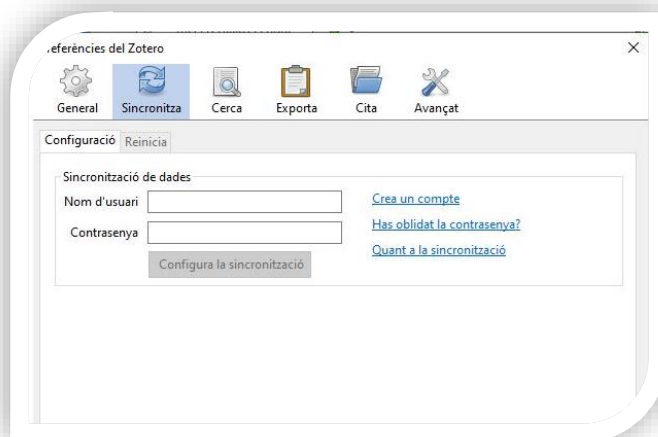 eferències del Zotero
General Sincronitza Cerca Exporta Cita Avançat
Configuració Reinicia
Sincronització de dades
Nom d'usuari
Crea un compte
Contrasenya
Has oblidat la contrasenya?
Configura la sincronització
Quant a la sincronització